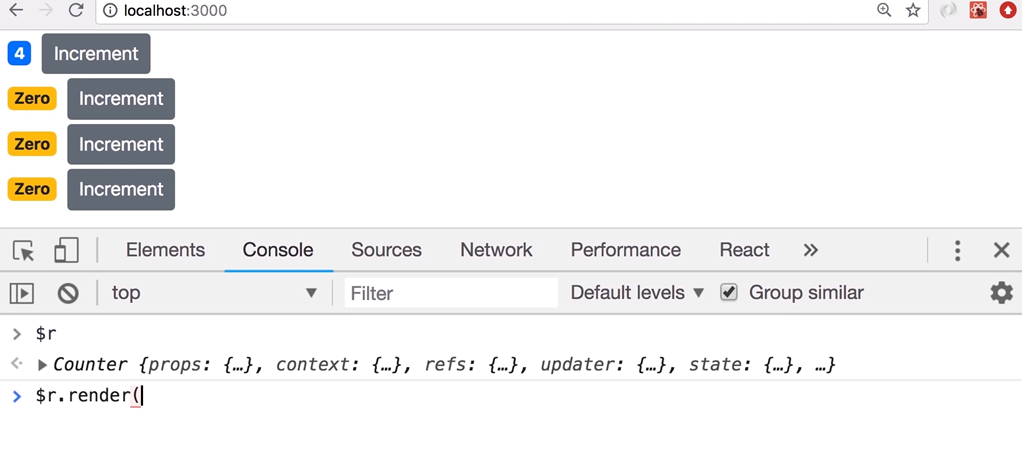 localhost:3000
4 Increment
Zero Increment
Zero Increment
Zero Increment
Elements Console Sources Network Performance React
top Filter Default levels Group similar
$r
Counter {props: {…}, context: {…}, refs: {…}, updater: {…}, state: {…}, …}
$r.render(